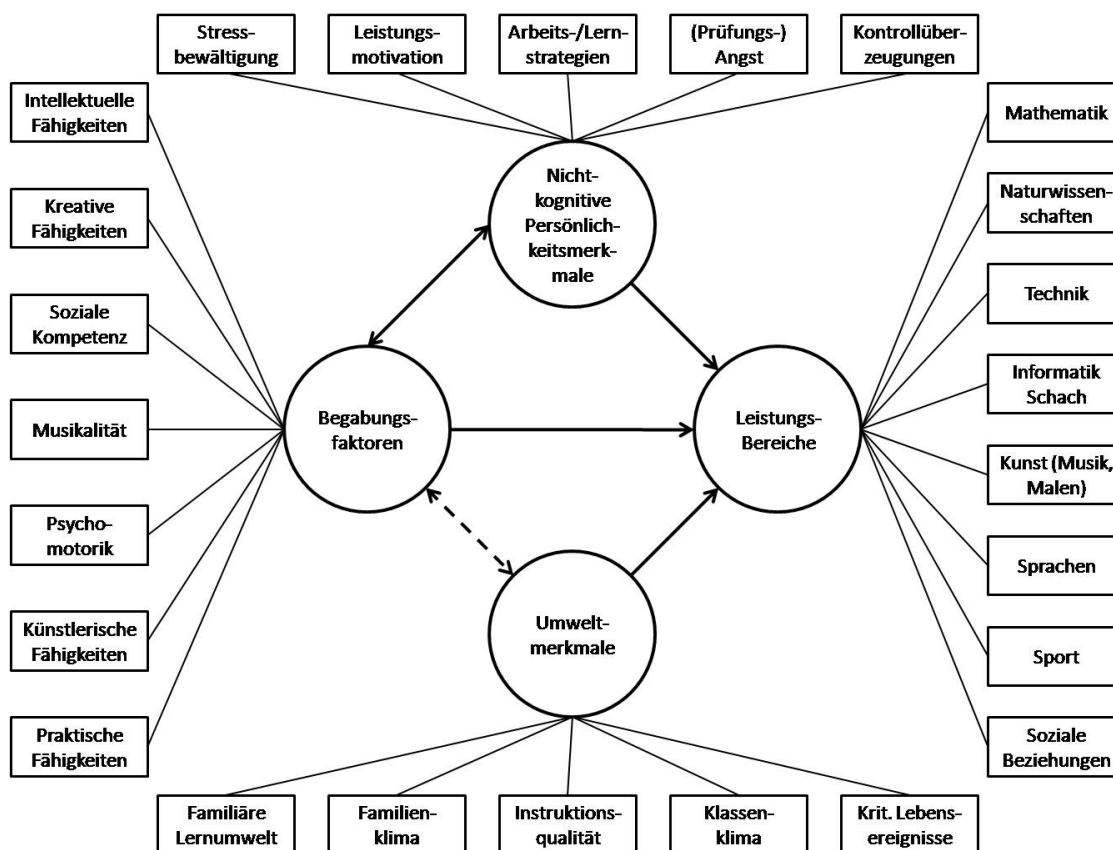 Stress-
bewältigung
Leistungs-
motivation
Arbeits-/Lern-
strategien
(Prüfungs-)
Angst
Kontrollüber-
zeugungen
Intellektuelle
Fähigkeiten
Kreative
Fähigkeiten
Soziale
Kompetenz
Musikalität
Psycho-
motorik
Künstlerische
Fähigkeiten
Praktische
Fähigkeiten
Nicht-
kognitive
Persönlich-
keitsmerk-
male
Begabungs-
faktoren
Leistungs-
Bereiche
Umwelt-
merkmale
Mathematik
Naturwissen-
schaften
Technik
Informatik
Schach
Kunst (Musik,
Malen)
Sprachen
Sport
Soziale
Beziehungen
Familiäre
Lernumwelt
Familien-
klima
Instruktions-
qualität
Klassen-
klima
Krit. Lebens-
ereignisse